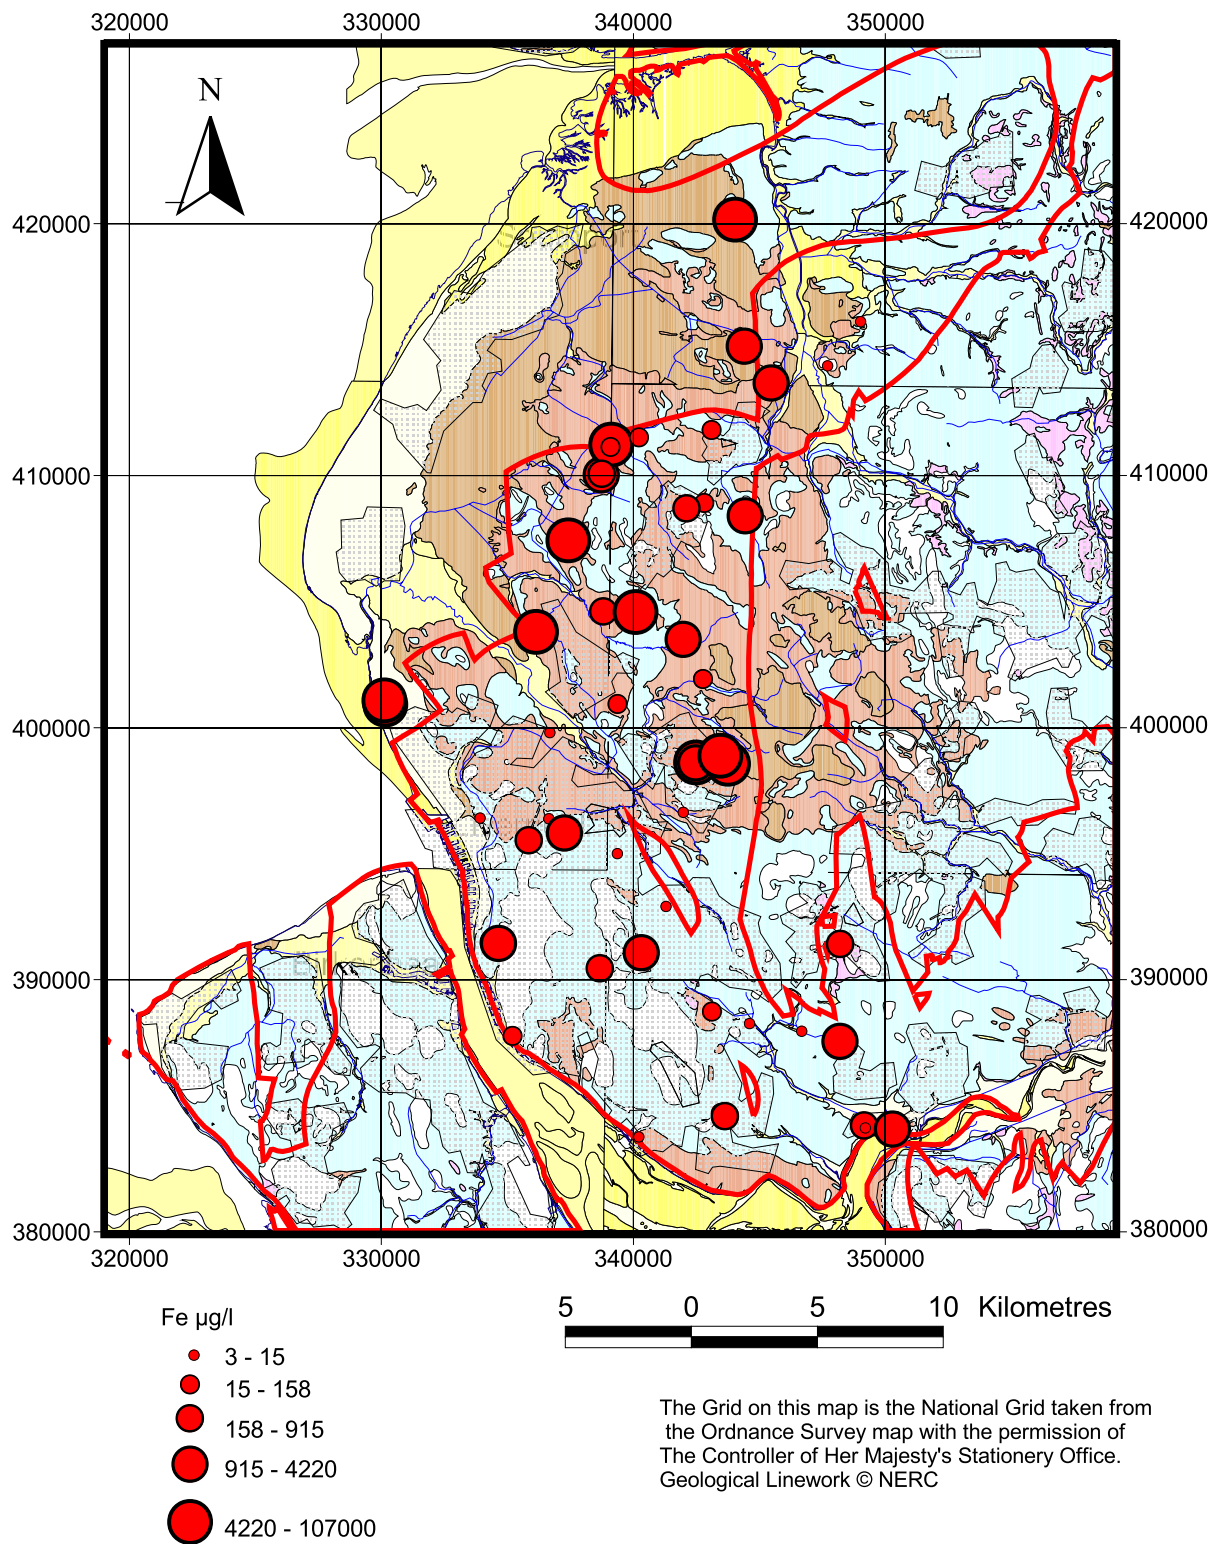 320000 330000 340000 350000
N
420000 420000
410000 410000
400000 400000
390000 390000
380000 380000
320000 330000 340000 350000
Fe µg/l
3 - 15
15 - 158
158 - 915
915 - 4220
4220 - 107000
5 0 5 10 Kilometres
The Grid on this map is the National Grid taken from
the Ordnance Survey map with the permission of
The Controller of Her Majesty's Stationery Office.
Geological Linework © NERC